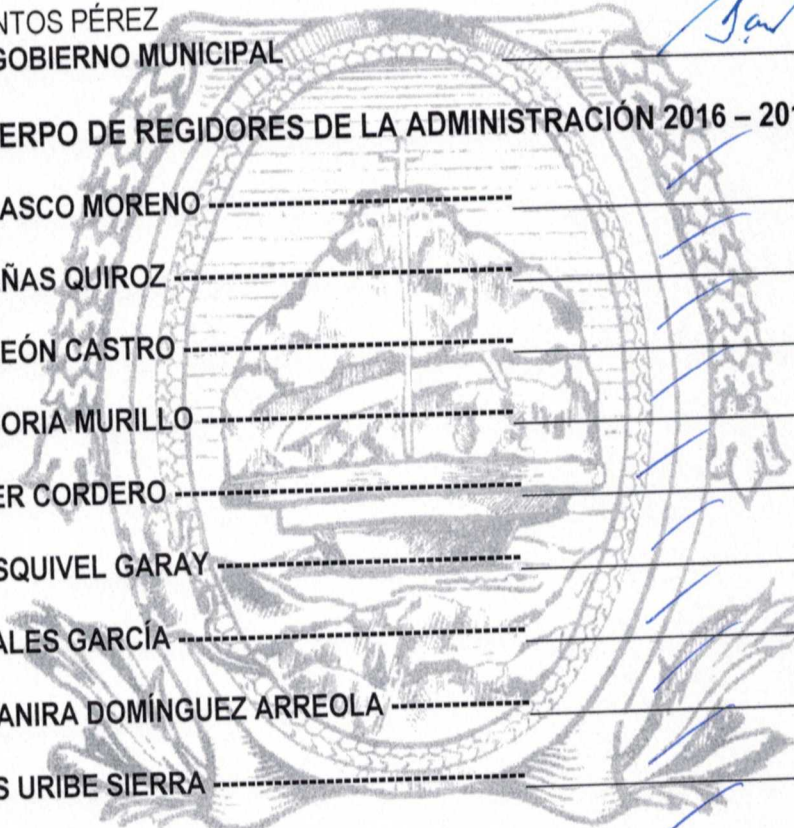 NTOS PÉREZ
GOBIERNO MUNICIPAL
ERPO DE REGIDORES DE LA ADMINISTRACIÓN 2016 – 201
ASCO MORENO
ÑAS QUIROZ
EÓN CASTRO
ORIA MURILLO
ER CORDERO
SQUIVEL GARAY
ALES GARCÍA
ANIRA DOMÍNGUEZ ARREOLA
S URIBE SIERRA